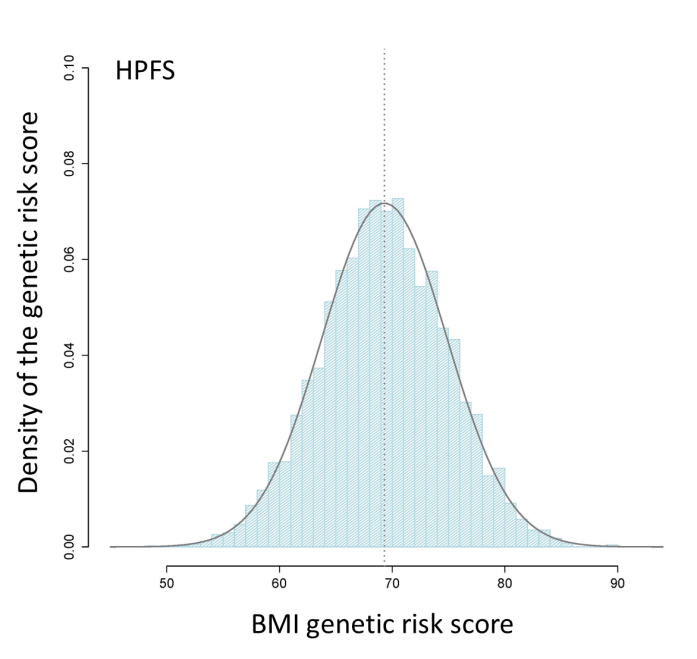 HPFS
Density of the genetic risk score
0.10
0.08
0.06
0.04
0.02
0.00
50 60 70 80 90
BMI genetic risk score